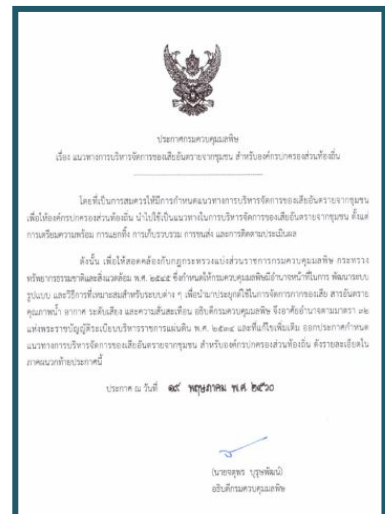 ประกาศกรมควบคุมมลพิษ
เรื่อง แนวทางการบริหารจัดการของเสียอันตรายจากชุมชน สำหรับองค์กรปกครองส่วนท้องถิ่น
โดยที่เป็นการสมควรให้มีการกำหนดแนวทางการบริหารจัดการของเสียอันตรายจากชุมชน
เพื่อให้องค์กรปกครองส่วนท้องถิ่น นำไปใช้เป็นแนวทางในการบริหารจัดการของเสียอันตรายจากชุมชน ตั้งแต่
การเตรียมความพร้อม การแยกทิ้ง การเก็บรวบรวม การขนส่ง และการติดตามประเมินผล
ดังนั้น เพื่อให้สอดคล้องกับกฎกระทรวงแบ่งส่วนราชการกรมควบคุมมลพิษ กระทรวง
ทรัพยากรธรรมชาติและสิ่งแวดล้อม พ.ศ. ๒๕๔๕ ซึ่งกำหนดให้กรมควบคุมมลพิษมีอำนาจหน้าที่ในการ พัฒนาระบบ
รูปแบบ และวิธีการที่เหมาะสมสำหรับระบบต่าง ๆ เพื่อนำมาประยุกต์ใช้ในการจัดการกากของเสีย สารอันตราย
คุณภาพน้ำ อากาศ ระดับเสียง และความสั่นสะเทือน อธิบดีกรมควบคุมมลพิษ จึงอาศัยอำนาจตามมาตรา ๓๒
แห่งพระราชบัญญัติระเบียบบริหารราชการแผ่นดิน พ.ศ. ๒๕๓๔ และที่แก้ไขเพิ่มเติม ออกประกาศกำหนด
แนวทางการบริหารจัดการของเสียอันตรายจากชุมชน สำหรับองค์กรปกครองส่วนท้องถิ่น ดังรายละเอียดใน
ภาคผนวกท้ายประกาศนี้
ประกาศ ณ วันที่ ๑๙ พฤษภาคม พ.ศ. ๒๕๖๐
(นายจตุพร บุรุษพัฒน์)
อธิบดีกรมควบคุมมลพิษ